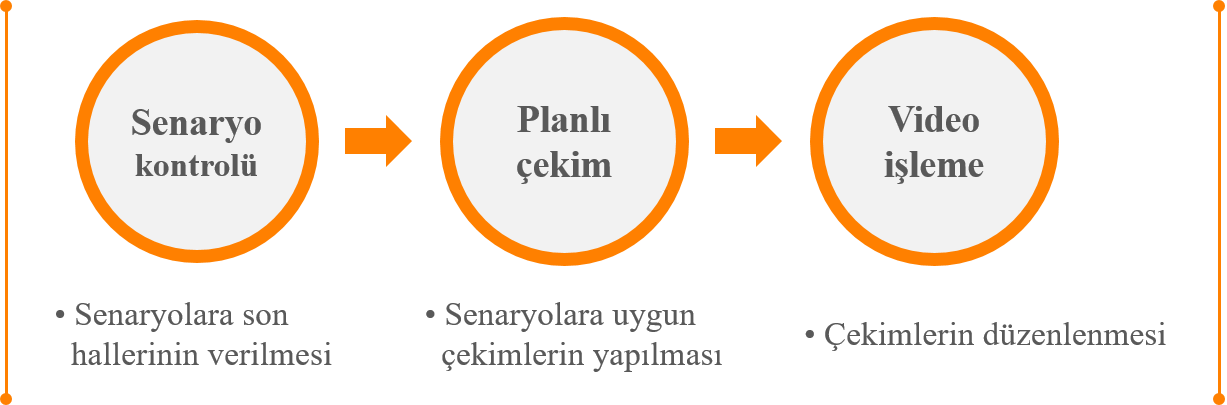 Senaryo
kontrolü
Planlı
çekim
Video
işleme
• Senaryolara son
hallerinin verilmesi
• Senaryolara uygun
çekimlerin yapılması
• Çekimlerin düzenlenmesi